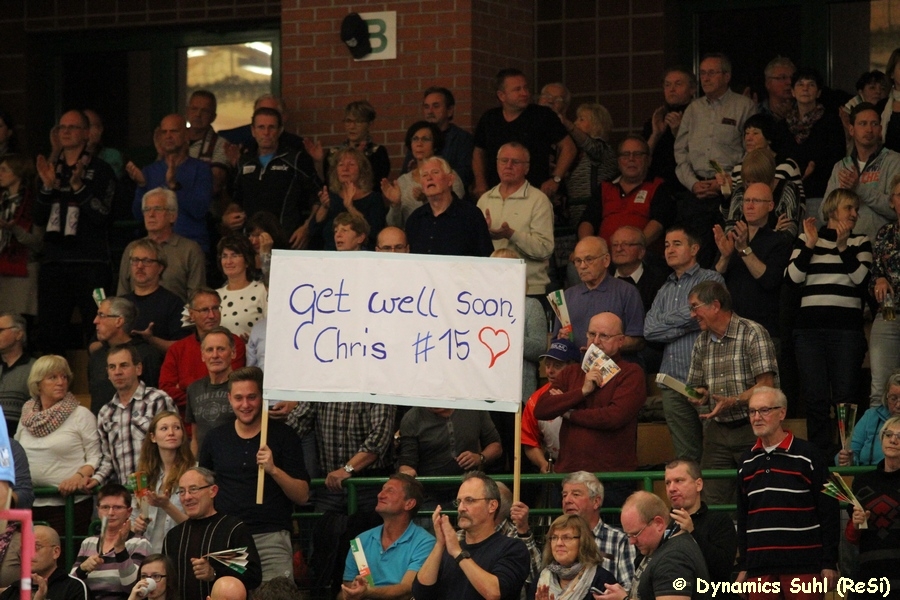 B
Get well soon,
Chris #15
© Dynamics Suhl (ReSi)